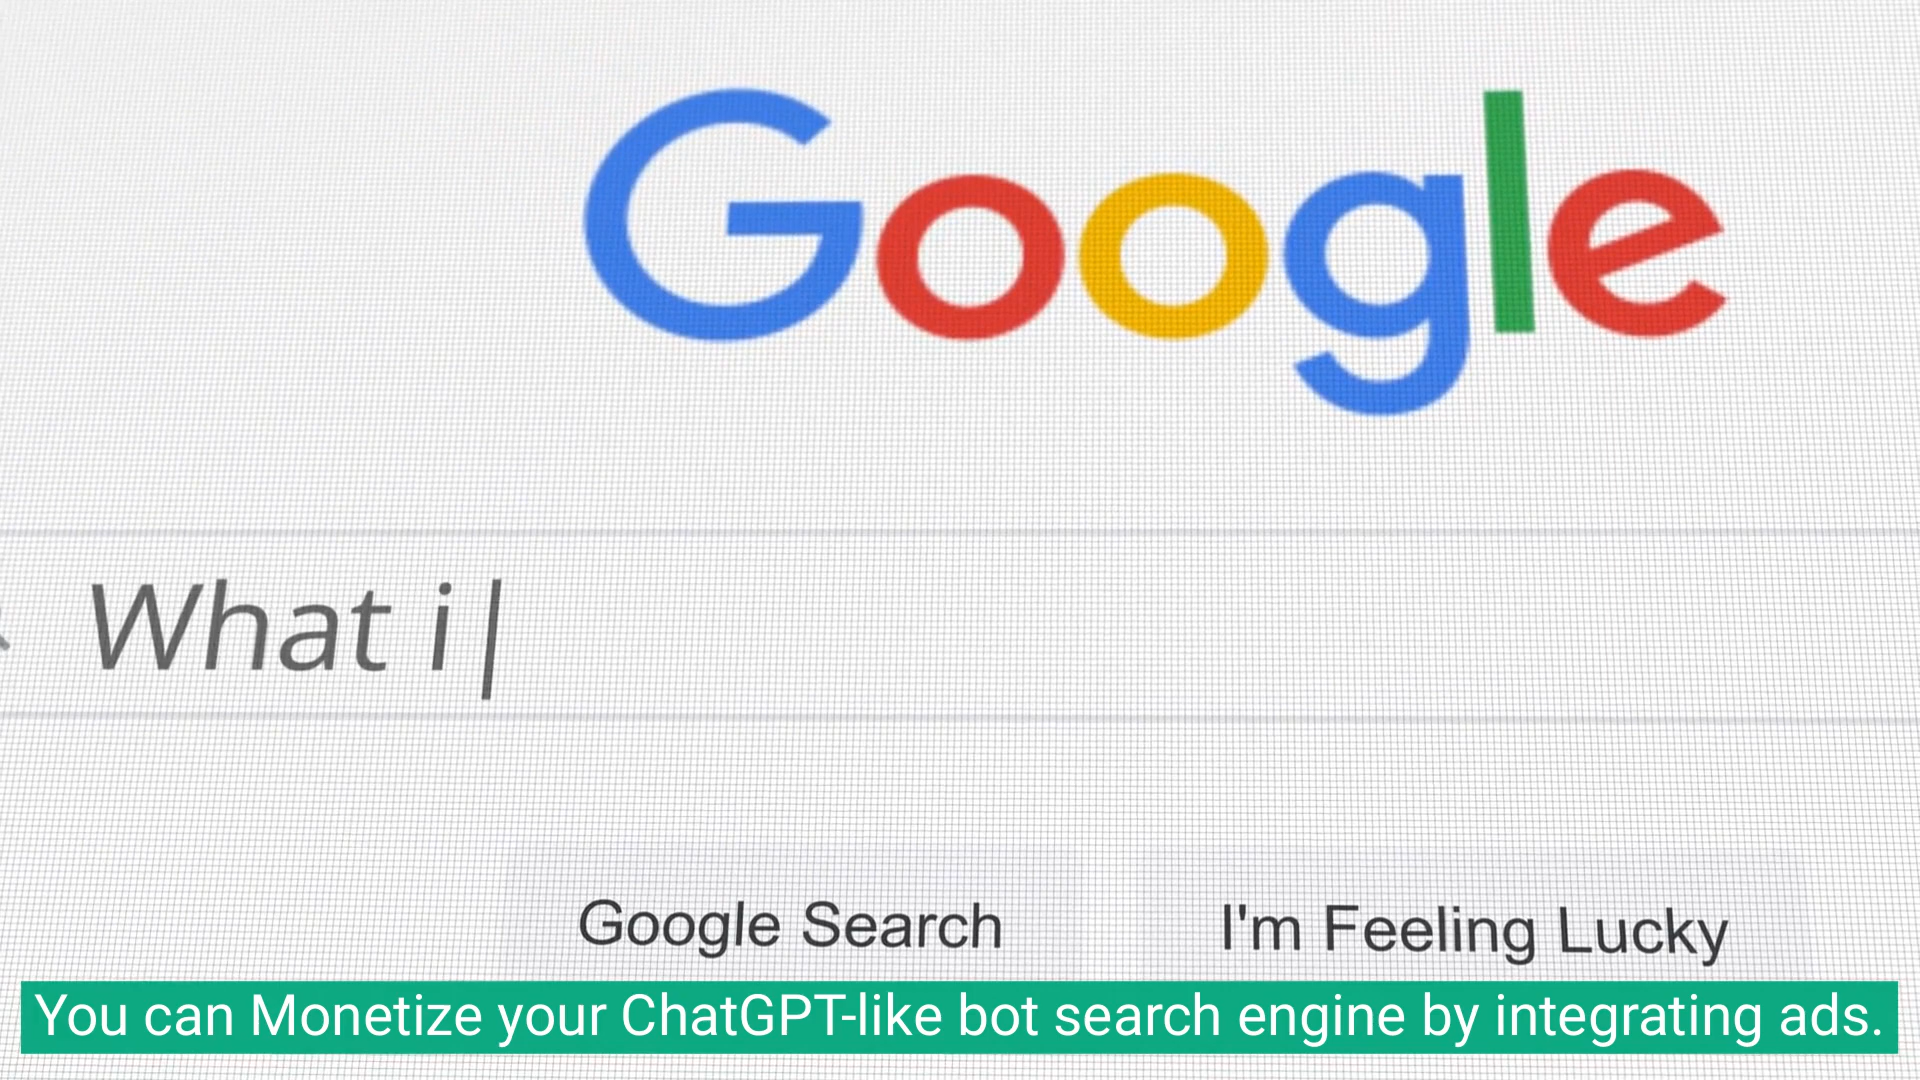 Google
What i|
Google Search
I'm Feeling Lucky
You can Monetize your ChatGPT-like bot search engine by integrating ads.